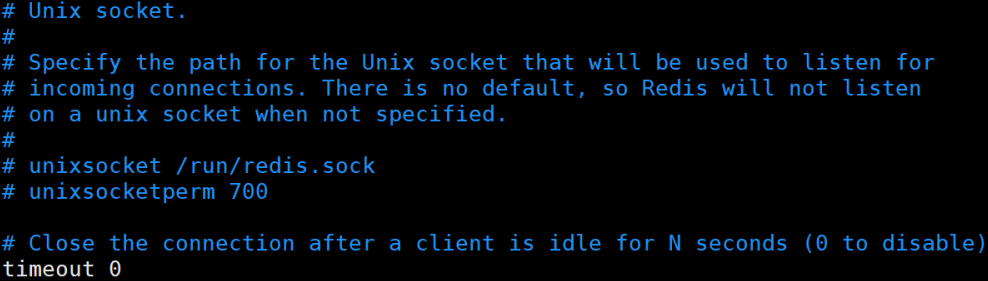 # Unix socket.
#
# Specify the path for the Unix socket that will be used to listen for
# incoming connections. There is no default, so Redis will not listen
# on a unix socket when not specified.
#
# unixsocket /run/redis.sock
# unixsocketperm 700

# Close the connection after a client is idle for N seconds (0 to disable)
timeout 0